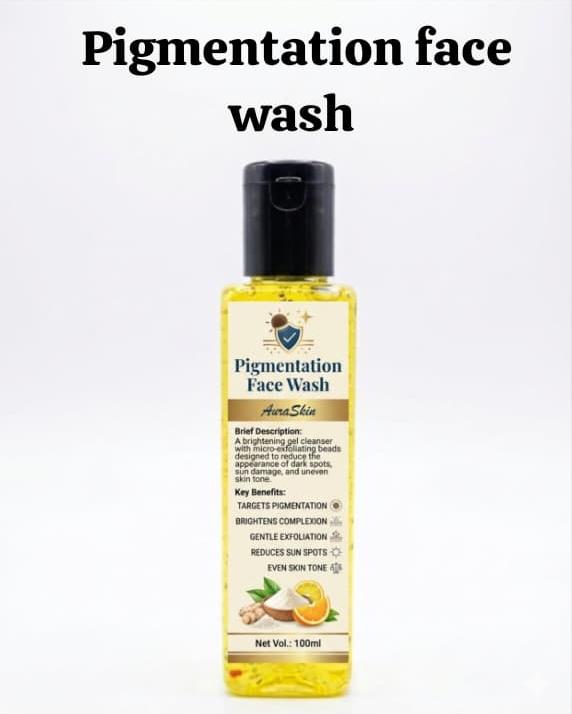 Pigmentation face
wash
Pigmentation
Face Wash
AuraSkin
Brief Description:
A brightening gel cleanser
with micro-exfoliating beads
designed to reduce the
appearance of dark spots,
sun damage, and uneven
skin tone.
Key Benefits:
TARGETS PIGMENTATION
BRIGHTENS COMPLEXION
GENTLE EXFOLIATION
REDUCES SUN SPOTS
EVEN SKIN TONE
Net Vol.: 100ml